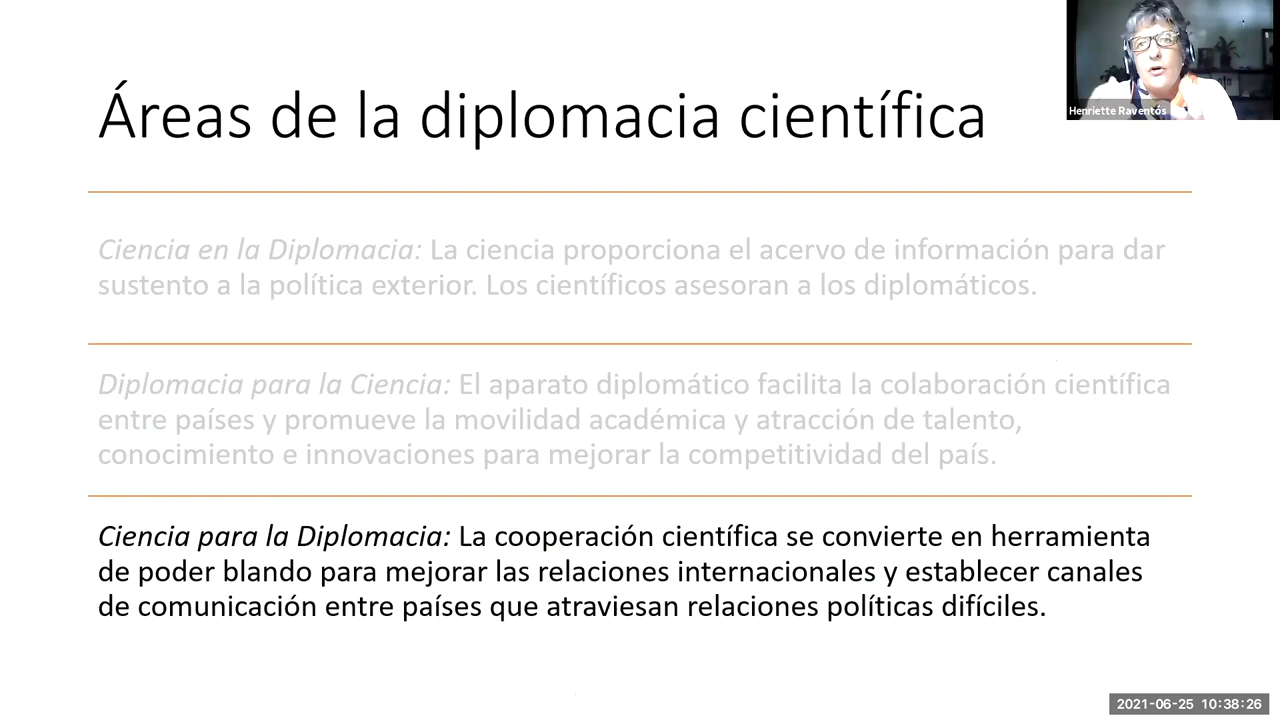 Áreas de la diplomacia científica
Henriette Raventós
Ciencia en la Diplomacia: La ciencia proporciona el acervo de información para dar
sustento a la política exterior. Los científicos asesoran a los diplomáticos.
Diplomacia para la Ciencia: El aparato diplomático facilita la colaboración científica
entre países y promueve la movilidad académica y atracción de talento,
conocimiento e innovaciones para mejorar la competitividad del país.
Ciencia para la Diplomacia: La cooperación científica se convierte en herramienta
de poder blando para mejorar las relaciones internacionales y establecer canales
de comunicación entre países que atraviesan relaciones políticas difíciles.
2021-06-25 10:38:26